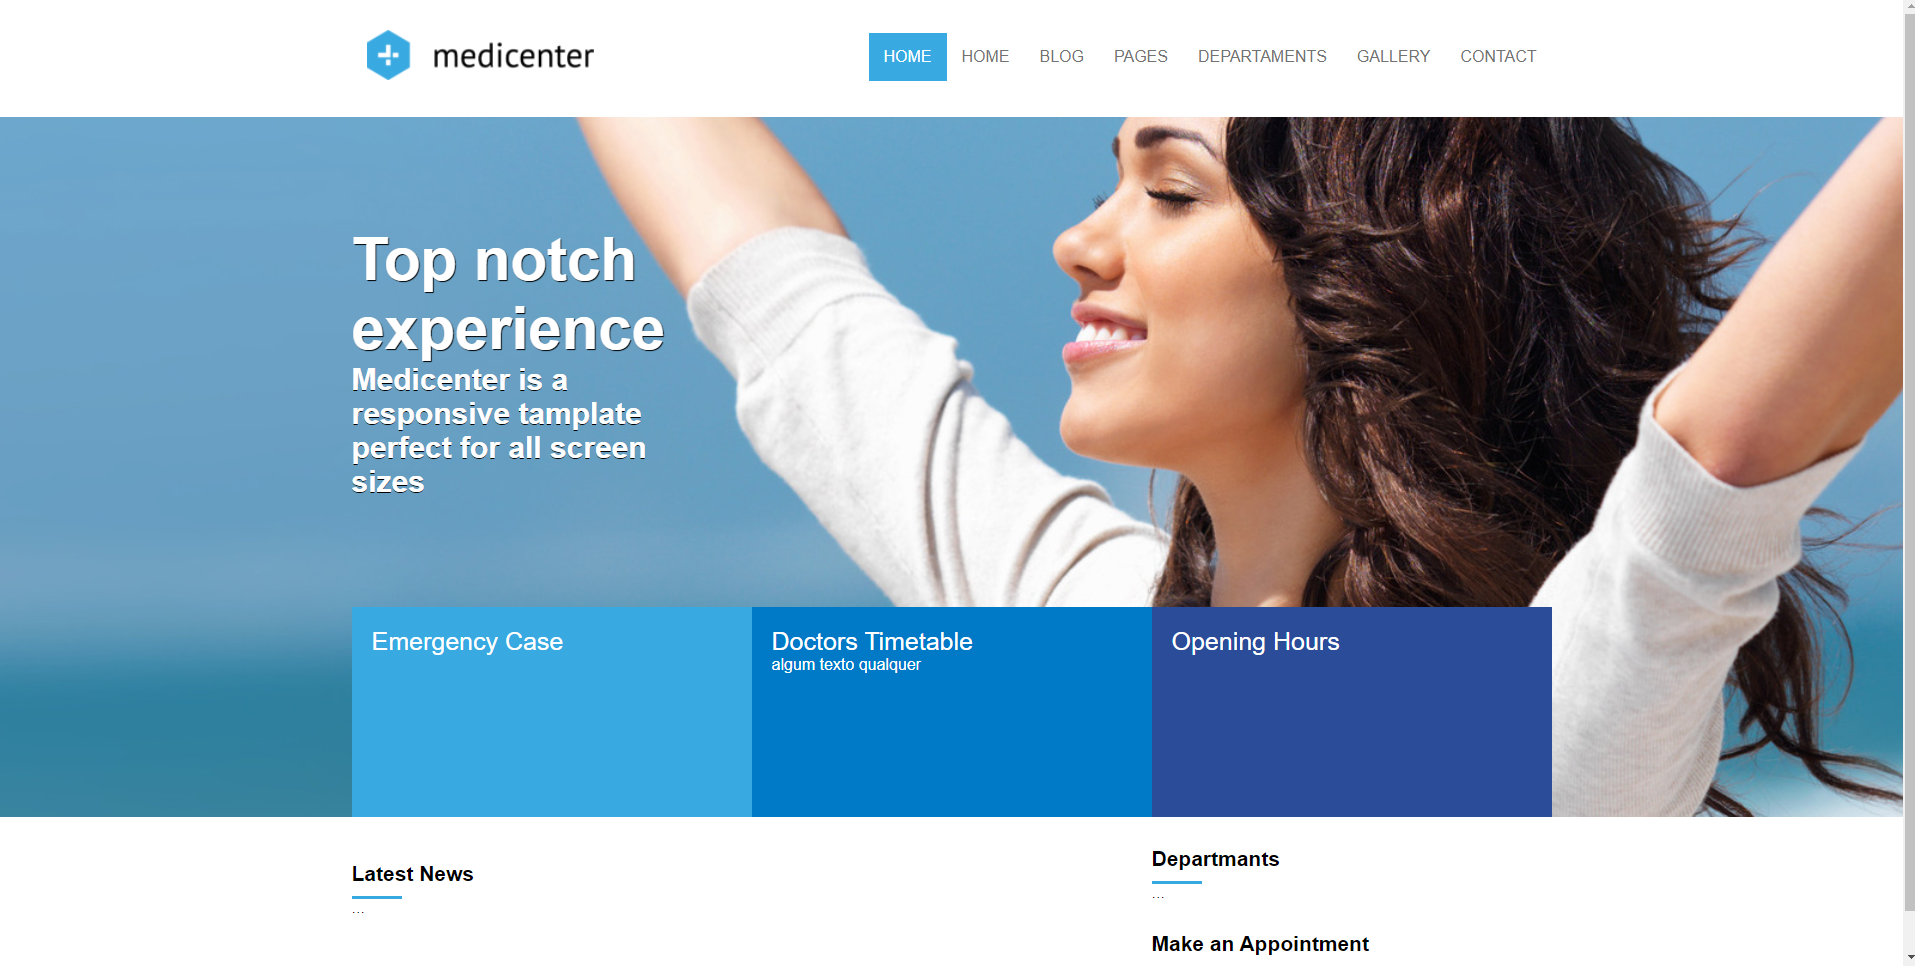 medicenter
HOME HOME BLOG PAGES DEPARTAMENTS GALLERY CONTACT
Top notch
experience
Medicenter is a
responsive tamplate
perfect for all screen
sizes
Emergency Case
Doctors Timetable
algum texto qualquer
Opening Hours
Latest News
...
Departmants
...
Make an Appointment